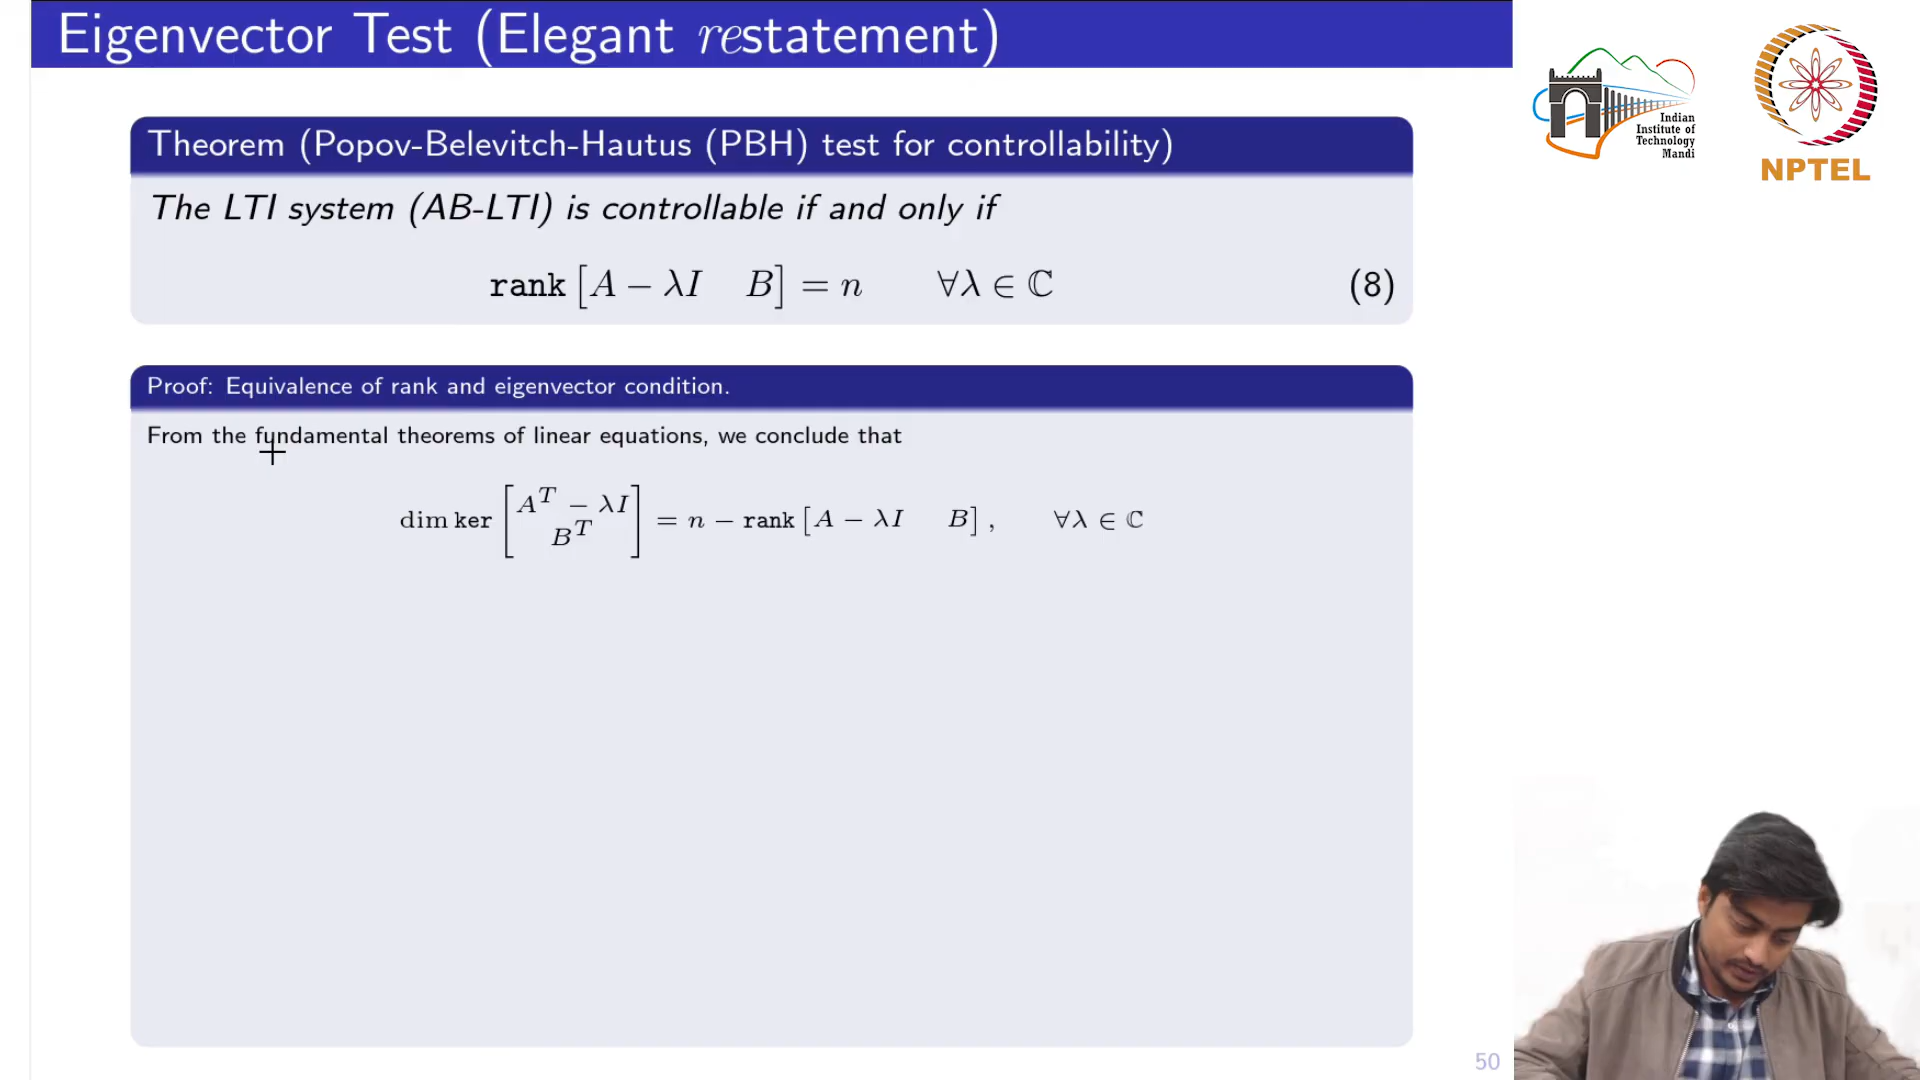 Eigenvector Test (Elegant restatement)
Indian
Institute of
Technology
Mandi
NPTEL
Theorem (Popov-Belevitch-Hautus (PBH) test for controllability)
The LTI system (AB-LTI) is controllable if and only if
rank [A − λI B] = n ∀λ ∈ ℂ (8)
Proof: Equivalence of rank and eigenvector condition.
From the fundamental theorems of linear equations, we conclude that
dim ker [A^T − λI ; B^T] = n − rank [A − λI B] , ∀λ ∈ ℂ
50